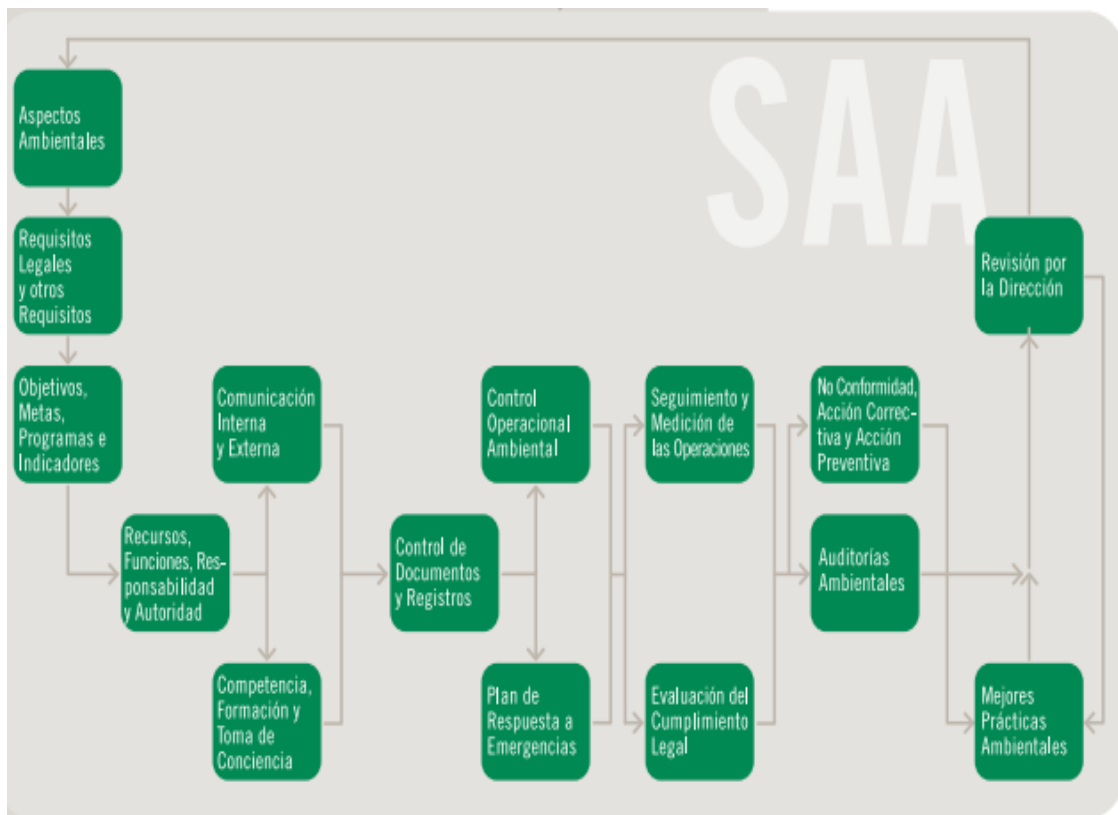 SAA
Aspectos
Ambientales
Requisitos
Legales
y otros
Requisitos
Revisión por
la Dirección
Objetivos,
Metas,
Programas e
Indicadores
Comunicación
Interna
y Externa
Control
Operacional
Ambiental
Seguimiento y
Medición de
las Operaciones
No Conformidad,
Acción Correc-
tiva y Acción
Preventiva
Recursos,
Funciones, Res-
ponsabilidad
y Autoridad
Control de
Documentos
y Registros
Auditorías
Ambientales
Competencia,
Formación y
Toma de
Conciencia
Plan de
Respuesta a
Emergencias
Evaluación del
Cumplimiento
Legal
Mejores
Prácticas
Ambientales